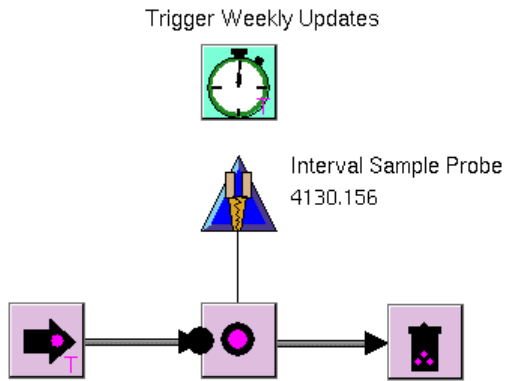 Trigger Weekly Updates
T
Interval Sample Probe
4130.156
T